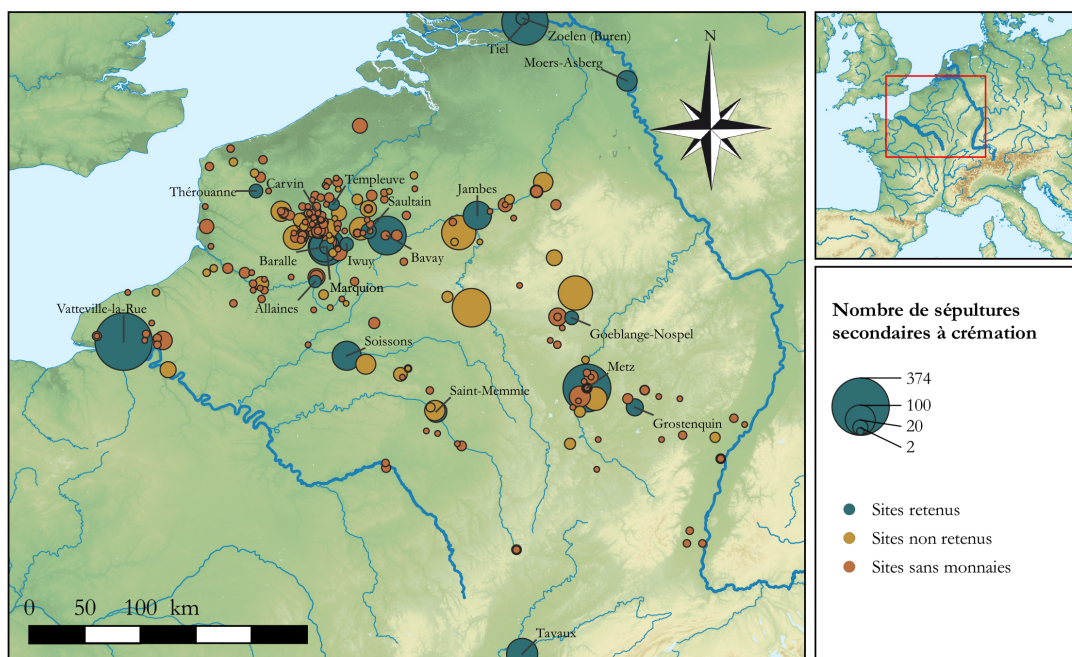 Zoelen (Buren)
Tiel
Moers-Asberg
N
Thérouanne
Carvin
Templeuve
Saultain
Jambes
Baralle
Iwuy
Bavay
Marquion
Allaines
Vatteville-la-Rue
Soissons
Goeblange-Nospel
Saint-Memmie
Metz
Grostenquin
Tavaux
0 50 100 km
Nombre de sépultures
secondaires à crémation
374
100
20
2
Sites retenus
Sites non retenus
Sites sans monnaies